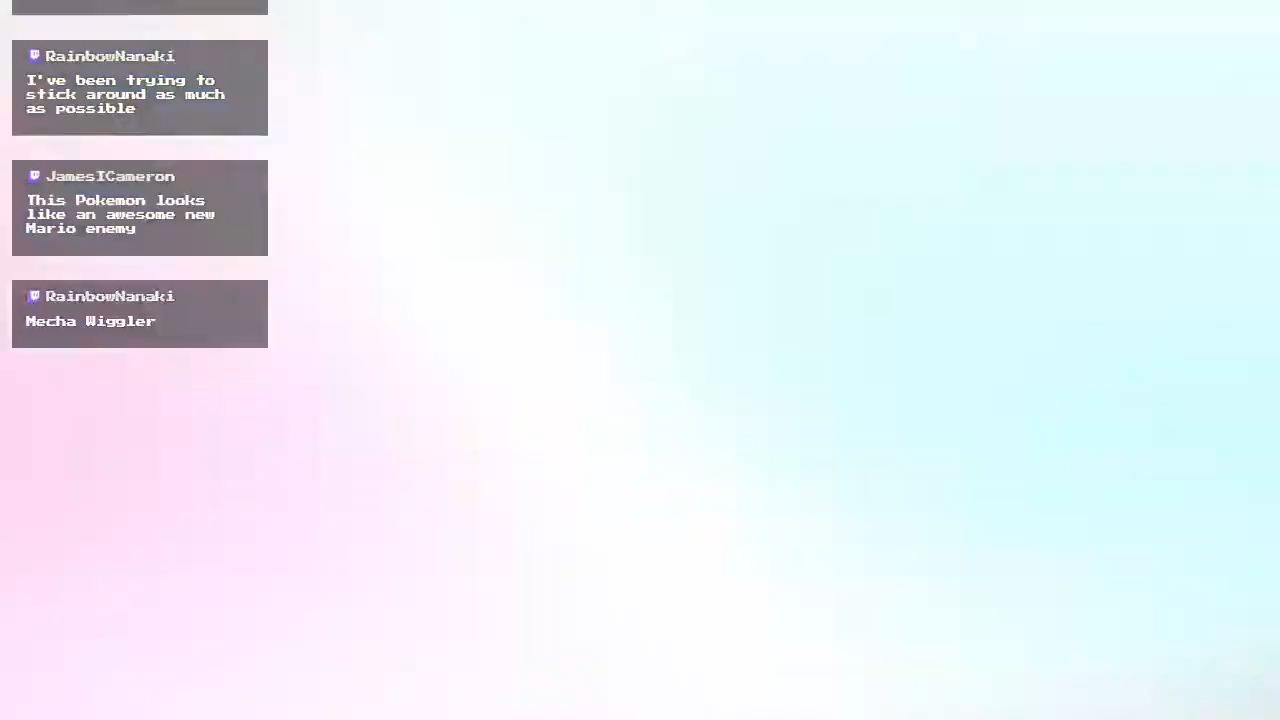 RainbowNanaki
I've been trying to
stick around as much
as possible
JamesICameron
This Pokemon looks
like an awesome new
Mario enemy
RainbowNanaki
Mecha Wiggler